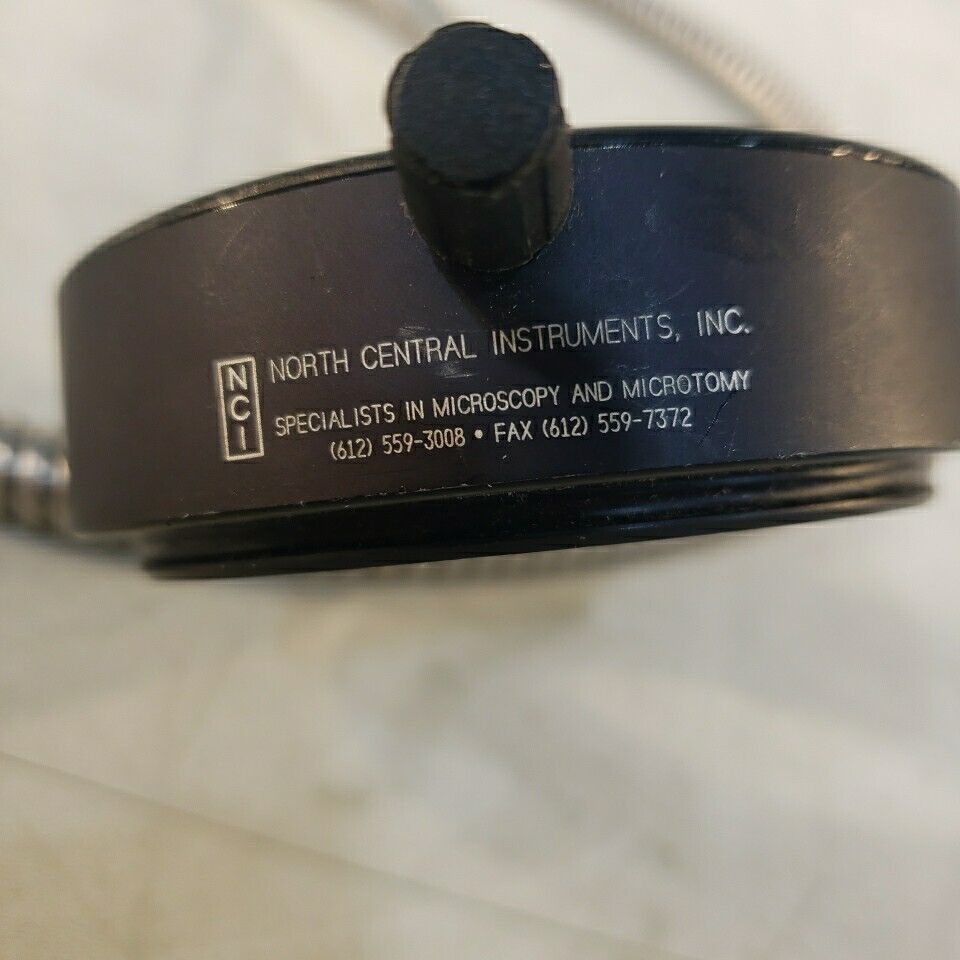 NCI
NORTH CENTRAL INSTRUMENTS, INC.
SPECIALISTS IN MICROSCOPY AND MICROTOMY
(612) 559-3008 • FAX (612) 559-7372